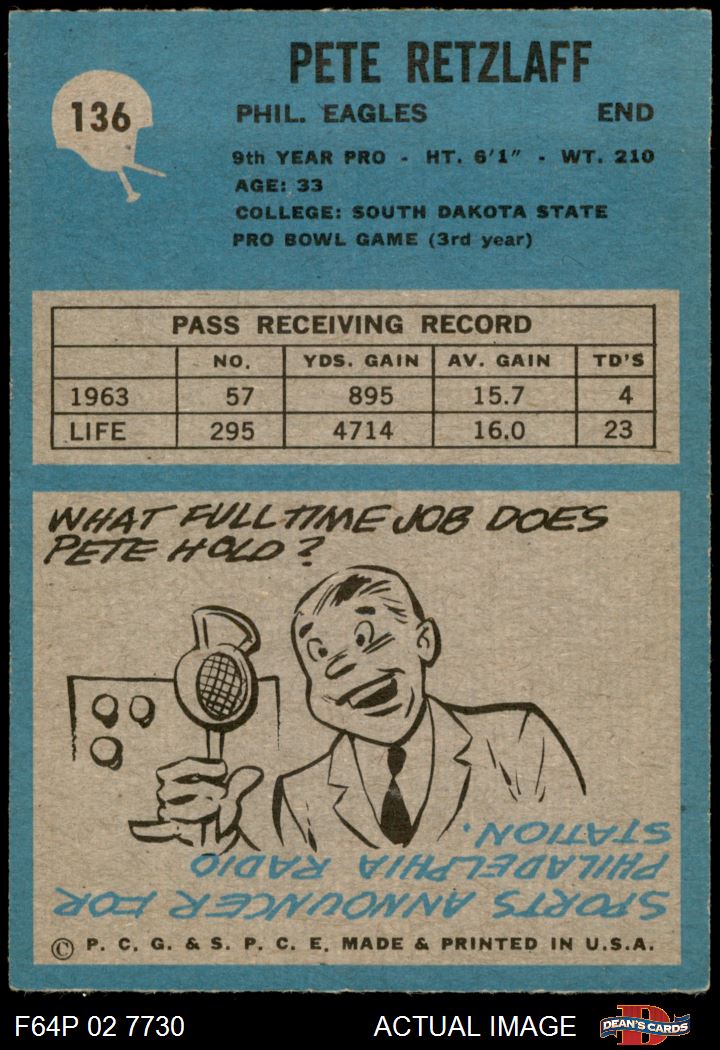 PETE RETZLAFF
136
PHIL. EAGLES END
9th YEAR PRO - HT. 6'1" - WT. 210
AGE: 33
COLLEGE: SOUTH DAKOTA STATE
PRO BOWL GAME (3rd year)
PASS RECEIVING RECORD
NO. YDS. GAIN AV. GAIN TD'S
1963 57 895 15.7 4
LIFE 295 4714 16.0 23
WHAT FULL TIME JOB DOES
PETE HOLD?
SPORTS ANNOUNCER FOR
PHILADELPHIA RADIO
STATION.
© P. C. G. & S. P. C. E. MADE & PRINTED IN U.S.A.
F64P 02 7730 ACTUAL IMAGE D DEAN'S CARDS